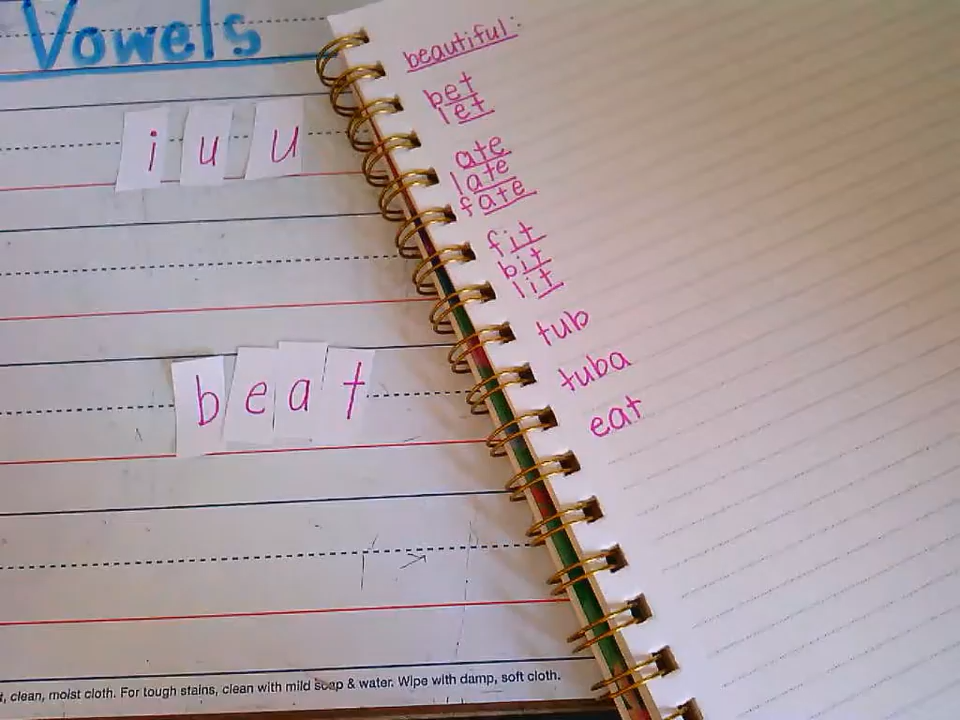 Vowels
i u u
beat
t, clean, moist cloth. For tough stains, clean with mild soap & water. Wipe with damp, soft cloth.
beautiful:
bet
let
ate
late
fate
fit
bit
lit
tub
tuba
eat